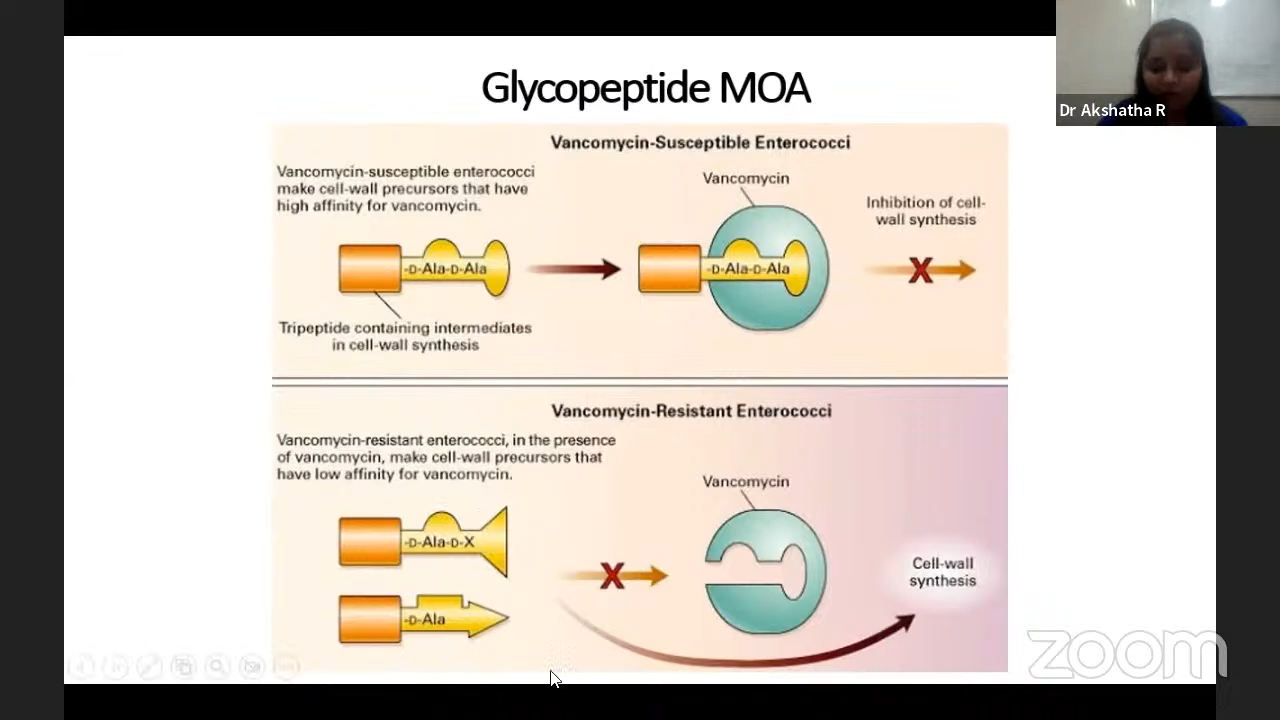 Glycopeptide MOA
Dr Akshatha R
Vancomycin-Susceptible Enterococci
Vancomycin-susceptible enterococci
make cell-wall precursors that have
high affinity for vancomycin.
Vancomycin
Inhibition of cell-
wall synthesis
-D-Ala-D-Ala
-D-Ala-D-Ala
X
Tripeptide containing intermediates
in cell-wall synthesis
Vancomycin-Resistant Enterococci
Vancomycin-resistant enterococci, in the presence
of vancomycin, make cell-wall precursors that
have low affinity for vancomycin.
Vancomycin
-D-Ala-D-X
X
Cell-wall
synthesis
-D-Ala
zoom